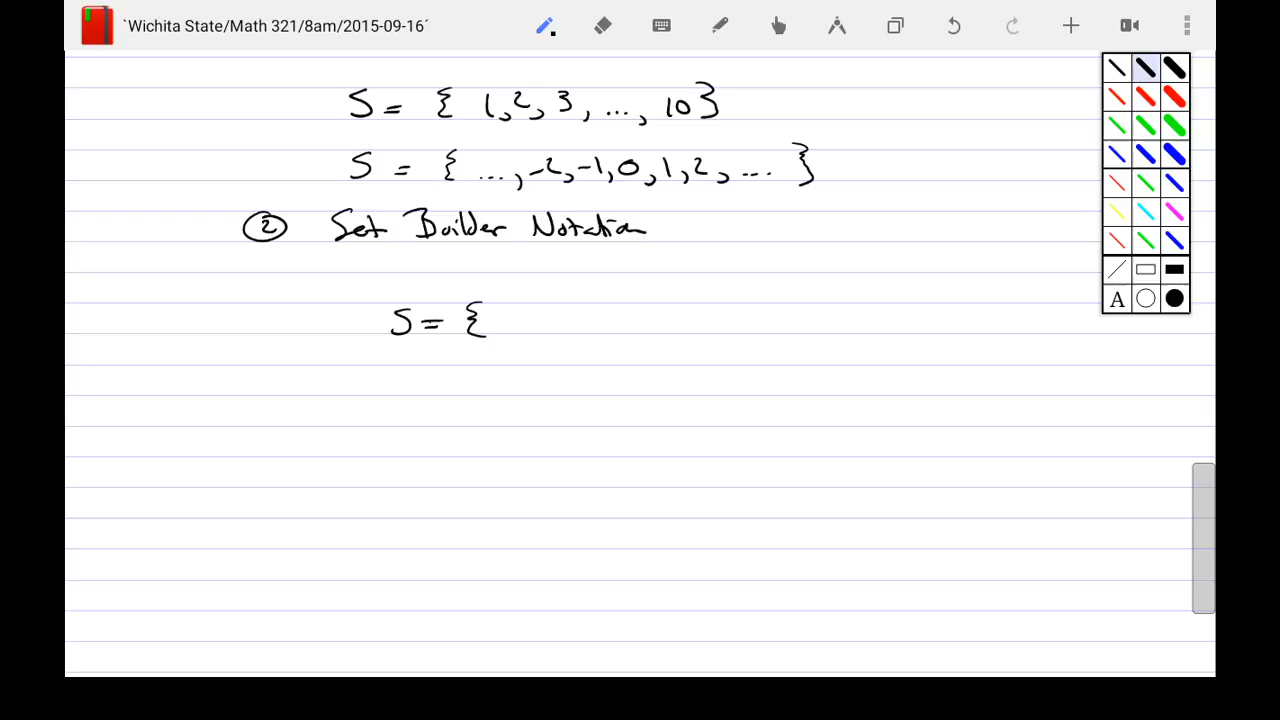 `Wichita State/Math 321/8am/2015-09-16´
S = { 1, 2, 3, ..., 10 }
S = { ..., -2, -1, 0, 1, 2, ... }
② Set Builder Notation
S = {
A